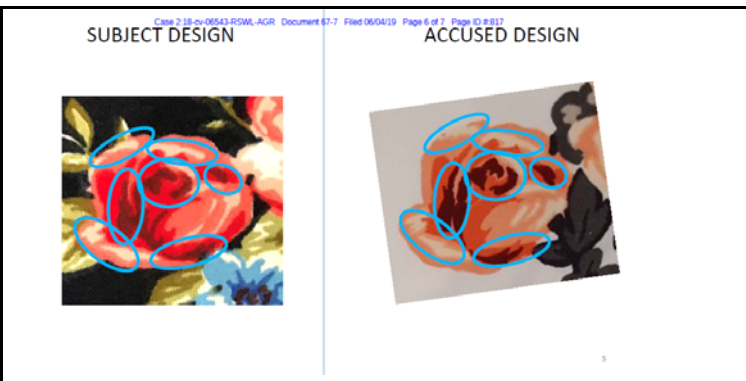 Case 2:18-cv-06543-RSWL-AGR Document 67-7 Filed 06/04/19 Page 6 of 7 Page ID #:817
SUBJECT DESIGN
ACCUSED DESIGN
5